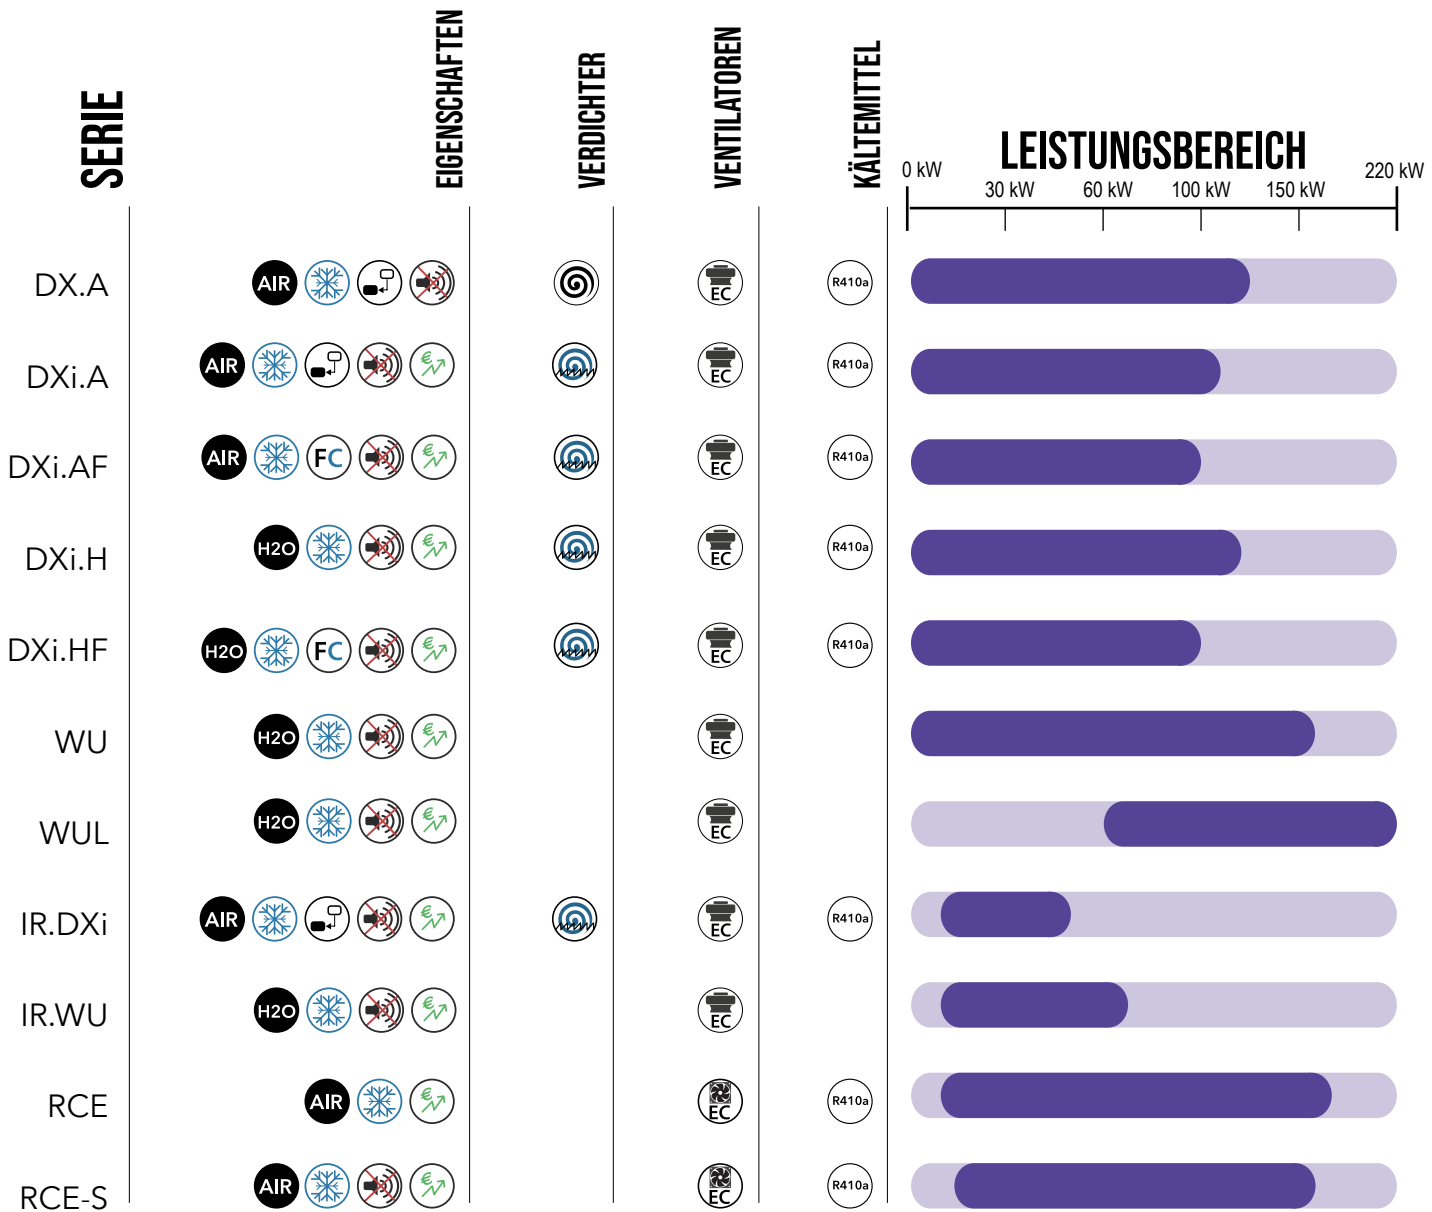 SERIE
EIGENSCHAFTEN
VERDICHTER
VENTILATOREN
KÄLTEMITTEL
LEISTUNGSBEREICH
0 kW 30 kW 60 kW 100 kW 150 kW 220 kW
DX.A AIR EC R410a
DXi.A AIR € EC R410a
DXi.AF AIR FC € EC R410a
DXi.H H2O € EC R410a
DXi.HF H2O FC € EC R410a
WU H2O € EC
WUL H2O € EC
IR.DXi AIR € EC R410a
IR.WU H2O € EC
RCE AIR € EC R410a
RCE-S AIR € EC R410a